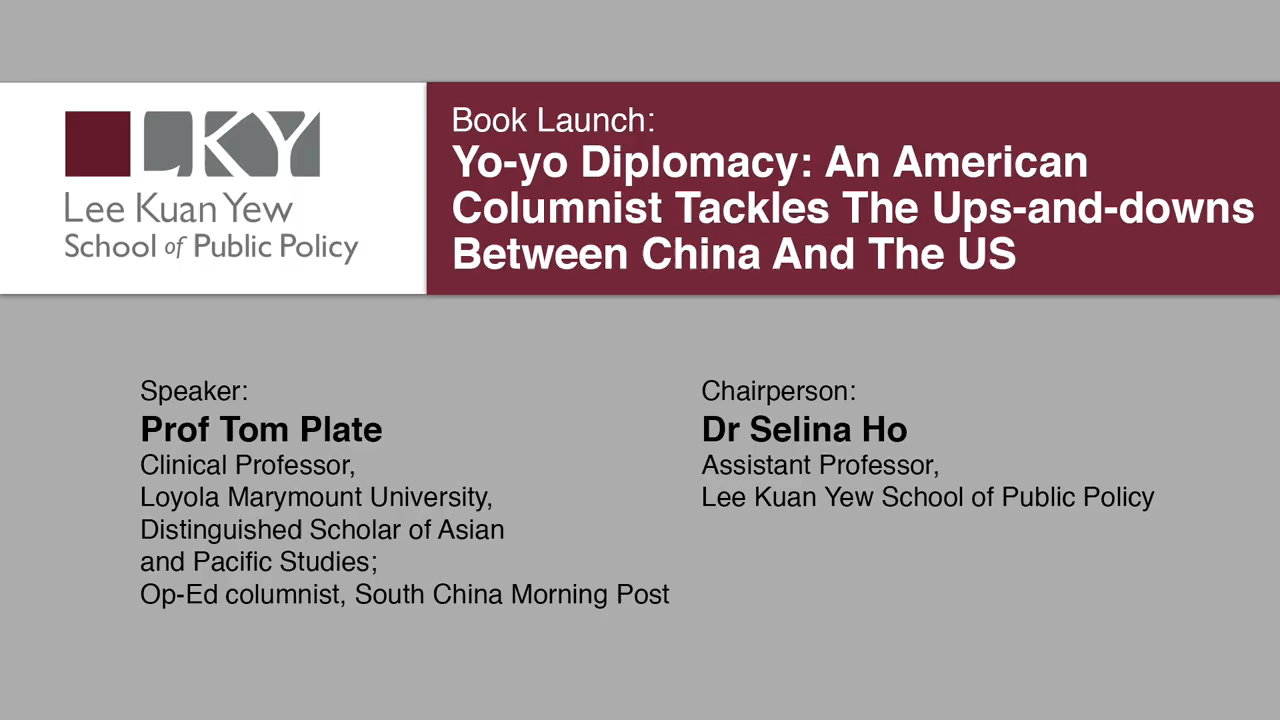 LKY
Lee Kuan Yew
School of Public Policy
Book Launch:
Yo-yo Diplomacy: An American
Columnist Tackles The Ups-and-downs
Between China And The US
Speaker:
Prof Tom Plate
Clinical Professor,
Loyola Marymount University,
Distinguished Scholar of Asian
and Pacific Studies;
Op-Ed columnist, South China Morning Post
Chairperson:
Dr Selina Ho
Assistant Professor,
Lee Kuan Yew School of Public Policy